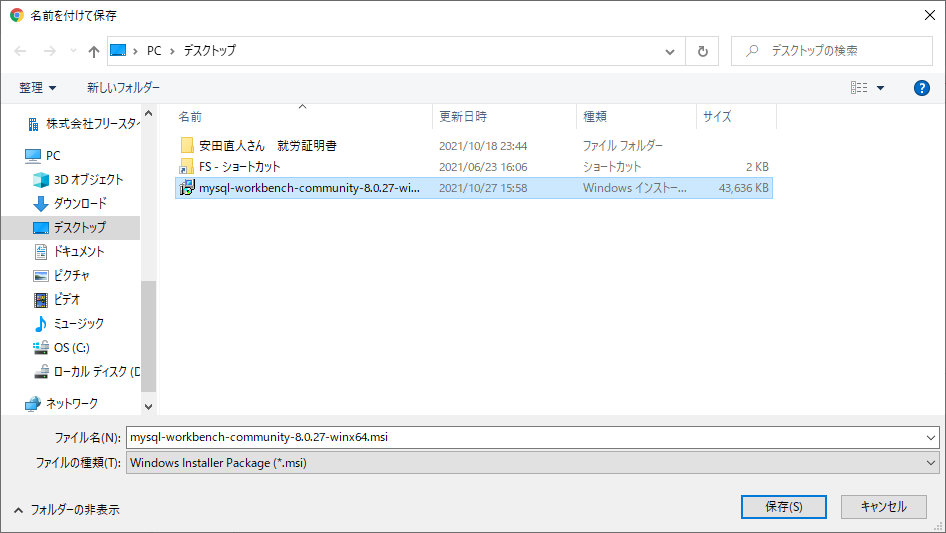 名前を付けて保存
PC
デスクトップ
デスクトップの検索
整理
新しいフォルダー
?
名前
更新日時
種類
サイズ
安田直人さん　就労証明書
2021/10/18 23:44
ファイル フォルダー
FS - ショートカット
2021/06/23 16:06
ショートカット
2 KB
mysql-workbench-community-8.0.27-wi...
2021/10/27 15:58
Windows インストー...
43,636 KB
株式会社フリースタイ
PC
3D オブジェクト
ダウンロード
デスクトップ
ドキュメント
ピクチャ
ビデオ
ミュージック
OS (C:)
ローカル ディスク (D
ネットワーク
ファイル名(N):
mysql-workbench-community-8.0.27-winx64.msi
ファイルの種類(T):
Windows Installer Package (*.msi)
フォルダーの非表示
保存(S)
キャンセル